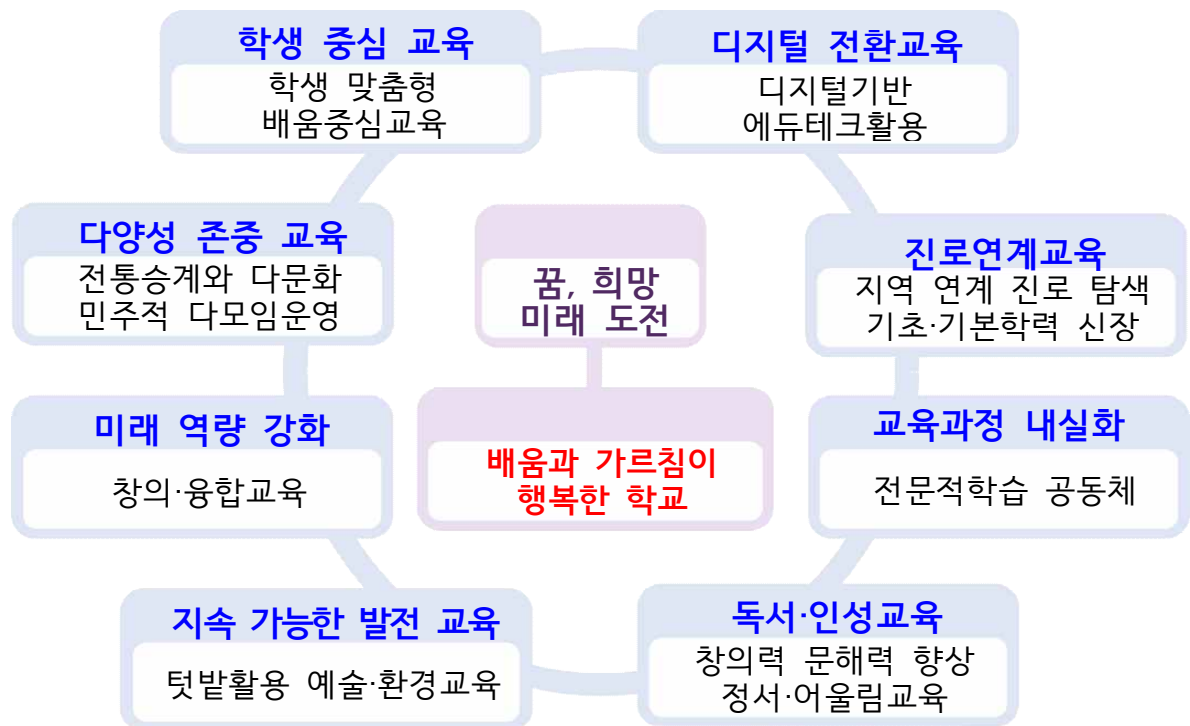 학생 중심 교육
학생 맞춤형
배움중심교육
디지털 전환교육
디지털기반
에듀테크활용
다양성 존중 교육
전통승계와 다문화
민주적 다모임운영
꿈, 희망
미래 도전
진로연계교육
지역 연계 진로 탐색
기초·기본학력 신장
미래 역량 강화
창의·융합교육
배움과 가르침이
행복한 학교
교육과정 내실화
전문적학습 공동체
지속 가능한 발전 교육
텃밭활용 예술·환경교육
독서·인성교육
창의력 문해력 향상
정서·어울림교육